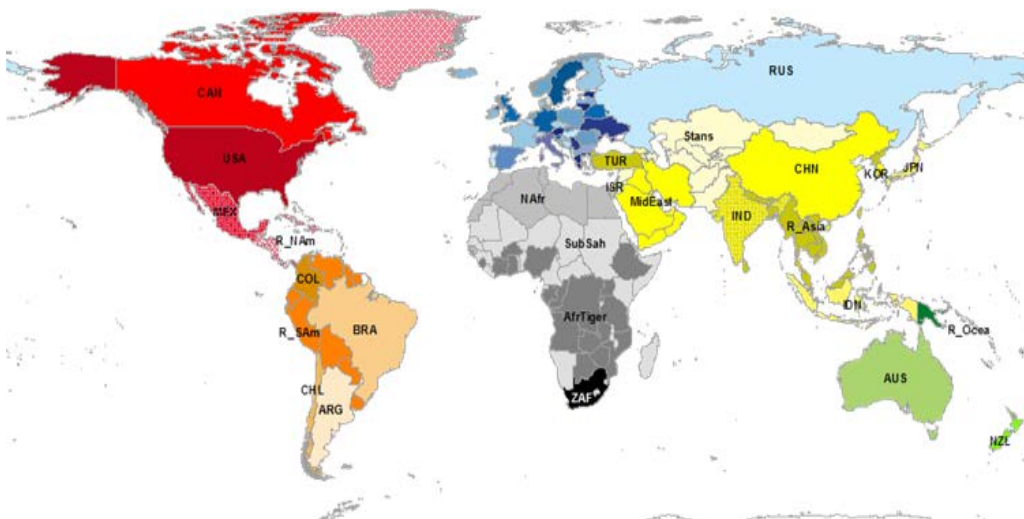 RUS
CAN
Stans
USA
TUR
CHN
KOR
JPN
ISR
NAfr
MidEast
IND
MEX
R_Asia
R_NAm
SubSah
COL
IDN
AfrTiger
R_SAm
BRA
R_Ocea
AUS
CHL
ZAF
ARG
NZL